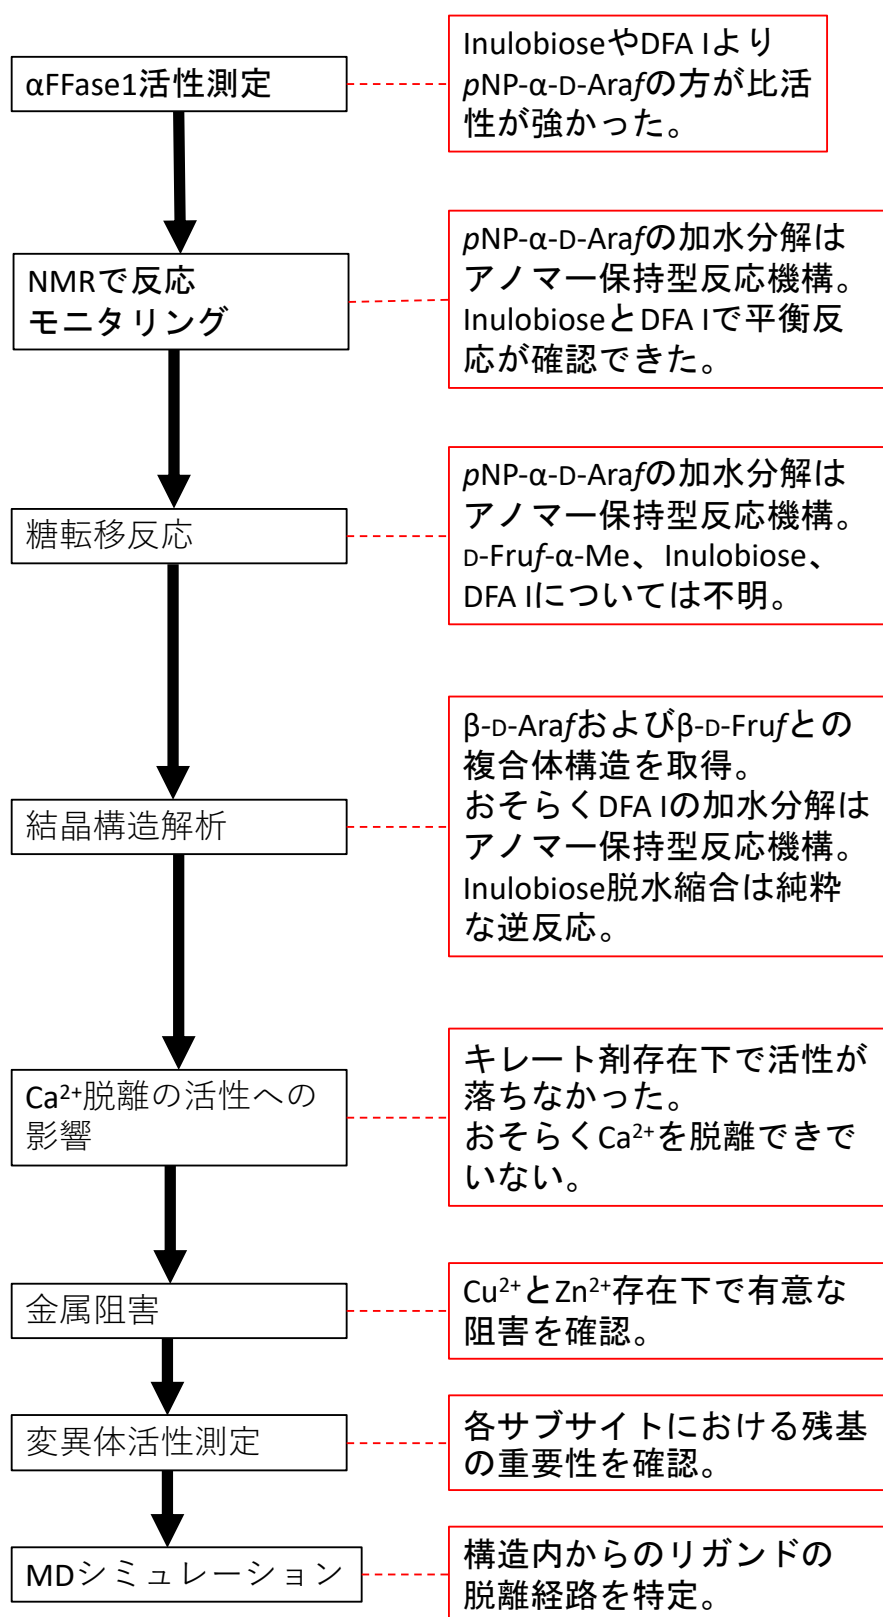 αFFase1活性測定
InulobioseやDFA Iより
pNP-α-D-Arafの方が比活
性が強かった。
NMRで反応
モニタリング
pNP-α-D-Arafの加水分解は
アノマー保持型反応機構。
InulobioseとDFA Iで平衡反
応が確認できた。
糖転移反応
pNP-α-D-Arafの加水分解は
アノマー保持型反応機構。
D-Fruf-α-Me、Inulobiose、
DFA Iについては不明。
結晶構造解析
β-D-Arafおよびβ-D-Frufとの
複合体構造を取得。
おそらくDFA Iの加水分解は
アノマー保持型反応機構。
Inulobiose脱水縮合は純粋
な逆反応。
Ca²⁺脱離の活性への
影響
キレート剤存在下で活性が
落ちなかった。
おそらくCa²⁺を脱離できで
いない。
金属阻害
Cu²⁺とZn²⁺存在下で有意な
阻害を確認。
変異体活性測定
各サブサイトにおける残基
の重要性を確認。
MDシミュレーション
構造内からのリガンドの
脱離経路を特定。